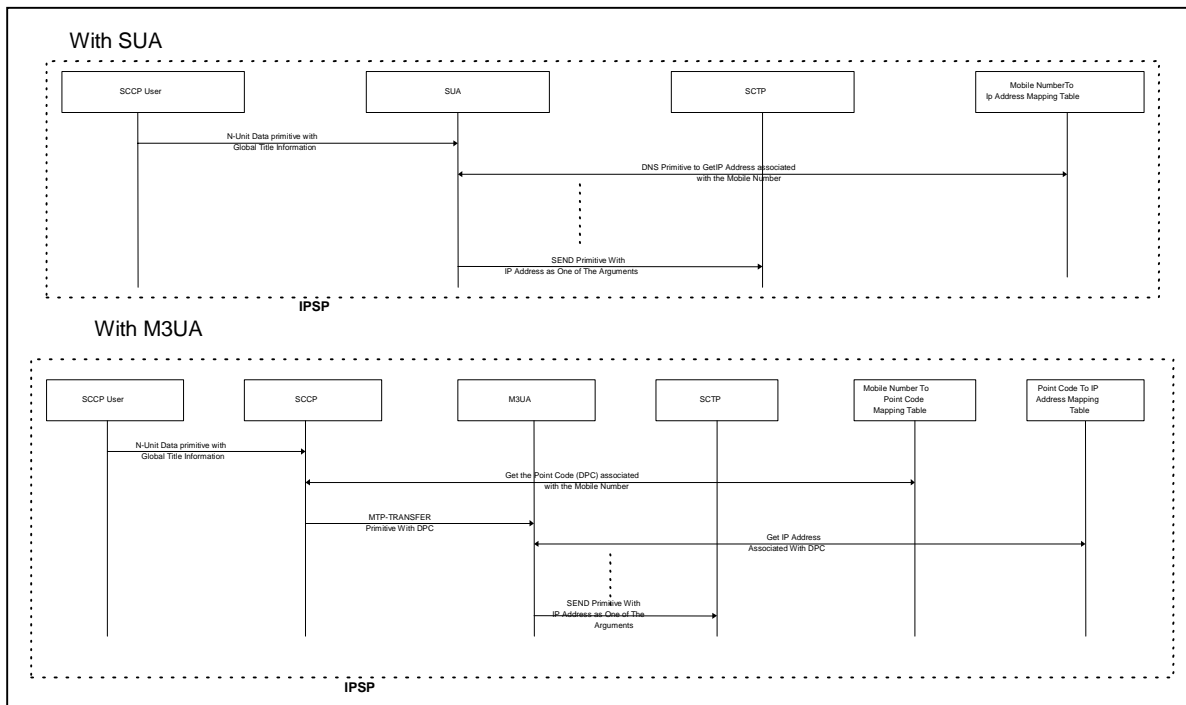 With SUA
SCCP User
SUA
SCTP
Mobile NumberTo
Ip Address Mapping Table
N-Unit Data primitive with
Global Title Information
DNS Primitive to GetIP Address associated
with the Mobile Number
SEND Primitive With
IP Address as One of The Arguments
IPSP
With M3UA
SCCP User
SCCP
M3UA
SCTP
Mobile Number To
Point Code
Mapping Table
Point Code To IP
Address Mapping
Table
N-Unit Data primitive with
Global Title Information
Get the Point Code (DPC) associated
with the Mobile Number
MTP-TRANSFER
Primitive With DPC
Get IP Address
Associated With DPC
SEND Primitive With
IP Address as One of The
Arguments
IPSP